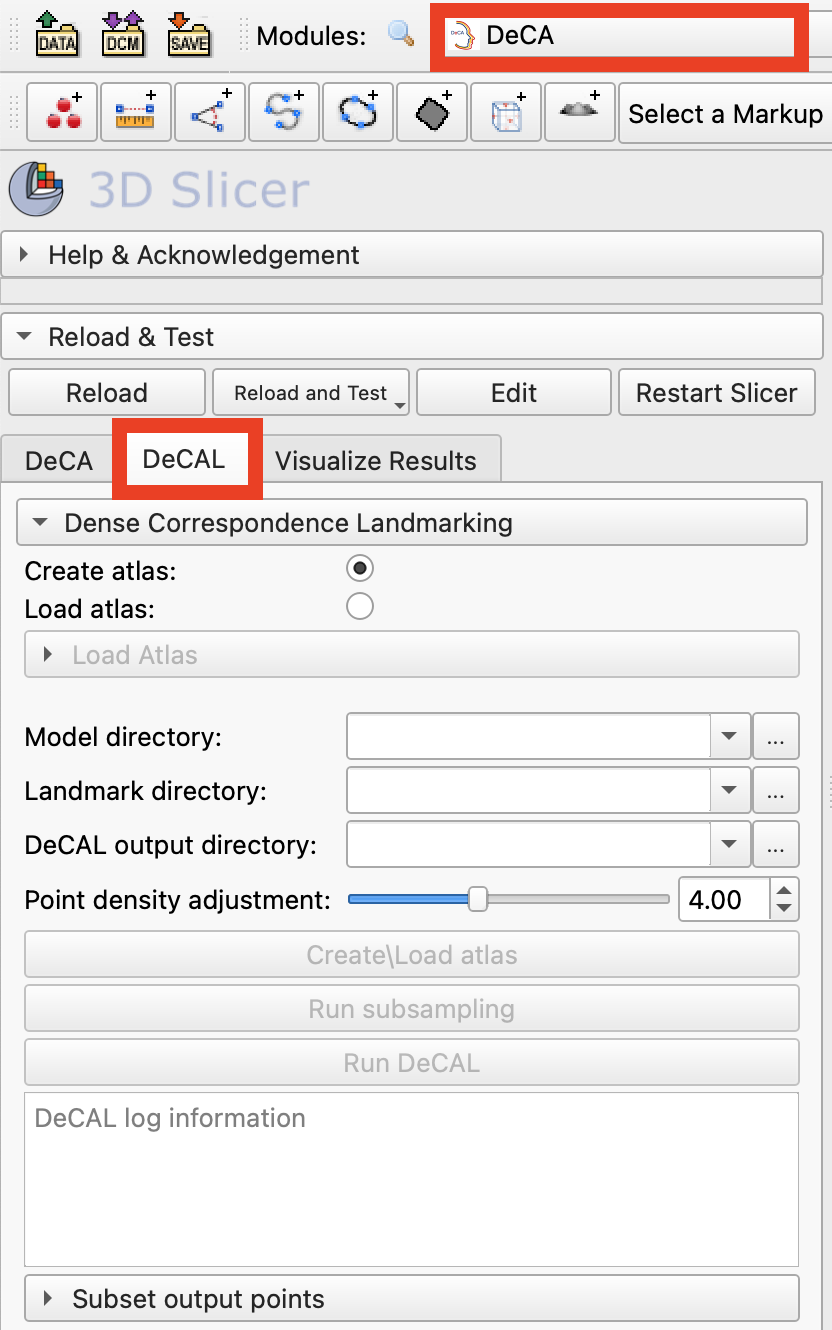 DATA DCM SAVE Modules: DeCA DeCA
Select a Markup
3D Slicer
Help & Acknowledgement
Reload & Test
Reload Reload and Test Edit Restart Slicer
DeCA DeCAL Visualize Results
Dense Correspondence Landmarking
Create atlas:
Load atlas:
Load Atlas
Model directory: ...
Landmark directory: ...
DeCAL output directory: ...
Point density adjustment: 4.00
Create\Load atlas
Run subsampling
Run DeCAL
DeCAL log information
Subset output points